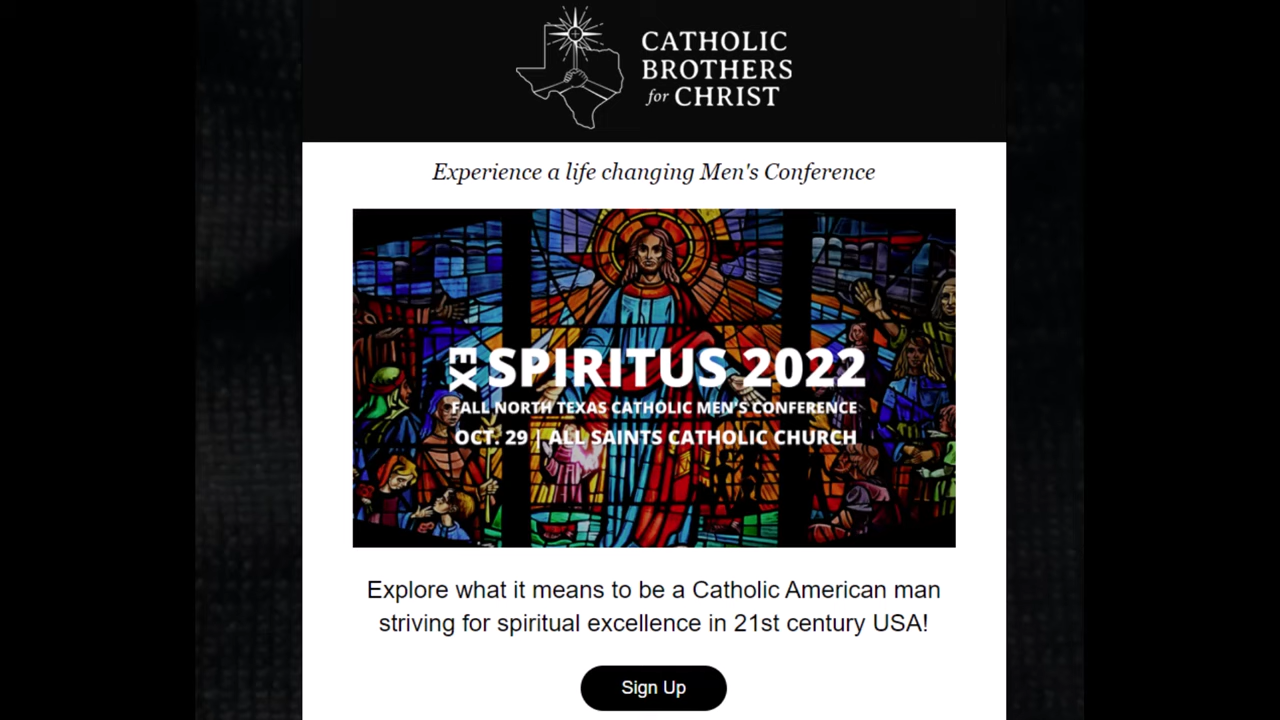 CATHOLIC
BROTHERS
for CHRIST
Experience a life changing Men's Conference
EX SPIRITUS 2022
FALL NORTH TEXAS CATHOLIC MEN'S CONFERENCE
OCT. 29 | ALL SAINTS CATHOLIC CHURCH
Explore what it means to be a Catholic American man
striving for spiritual excellence in 21st century USA!
Sign Up